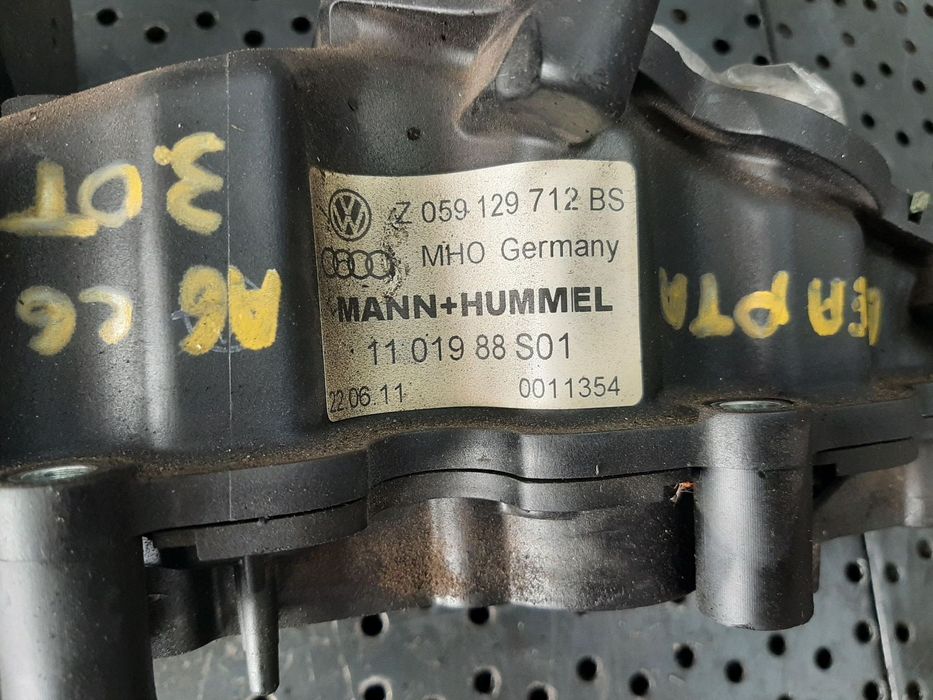 Z 059 129 712 BS
MHO Germany
MANN+HUMMEL
11 019 88 S01
22.06.11 0011354
3.0T
A6 C6